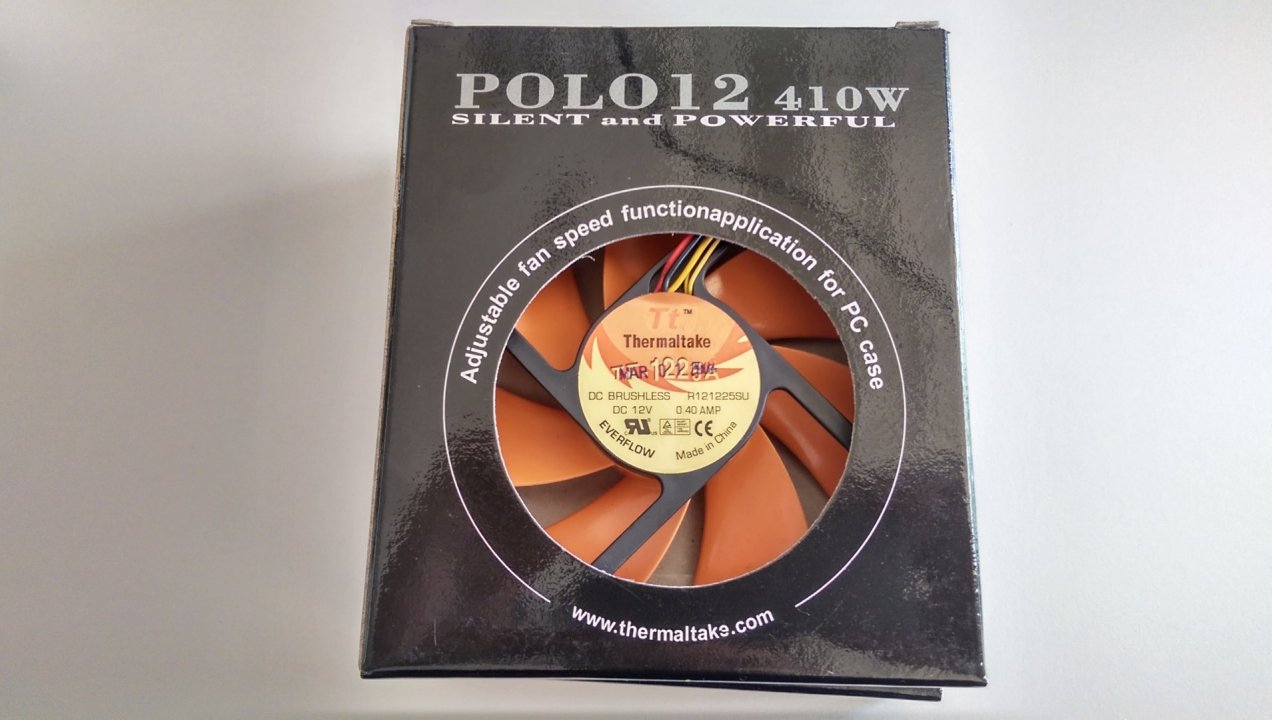 POLO12 410W
SILENT and POWERFUL
Adjustable fan speed functionapplication for PC case
Tt™
Thermaltake
DC BRUSHLESS R121225SU
DC 12V 0.40 AMP
CE
EVERFLOW Made in China
www.thermaltake.com